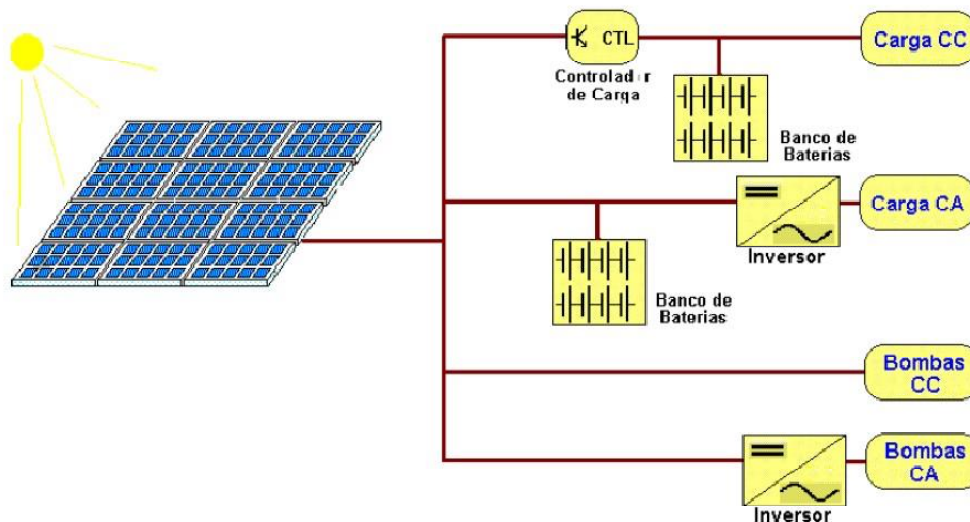 CTL
Controlador
de Carga
Carga CC
Banco de
Baterias
Carga CA
Inversor
Banco de
Baterias
Bombas
CC
Bombas
CA
Inversor